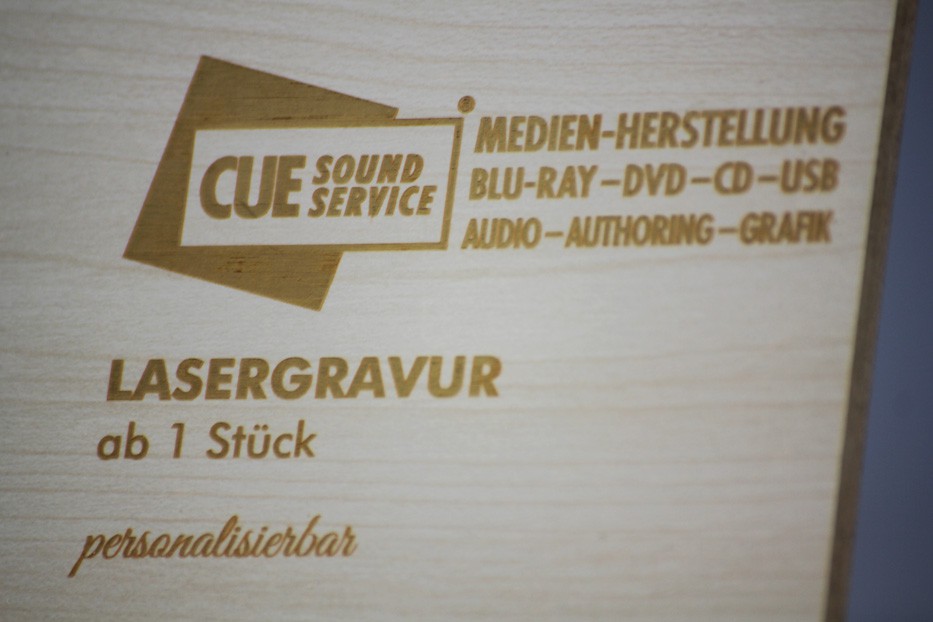 CUE SOUND SERVICE ®
MEDIEN-HERSTELLUNG
BLU-RAY–DVD–CD–USB
AUDIO–AUTHORING–GRAFIK
LASERGRAVUR
ab 1 Stück
personalisierbar